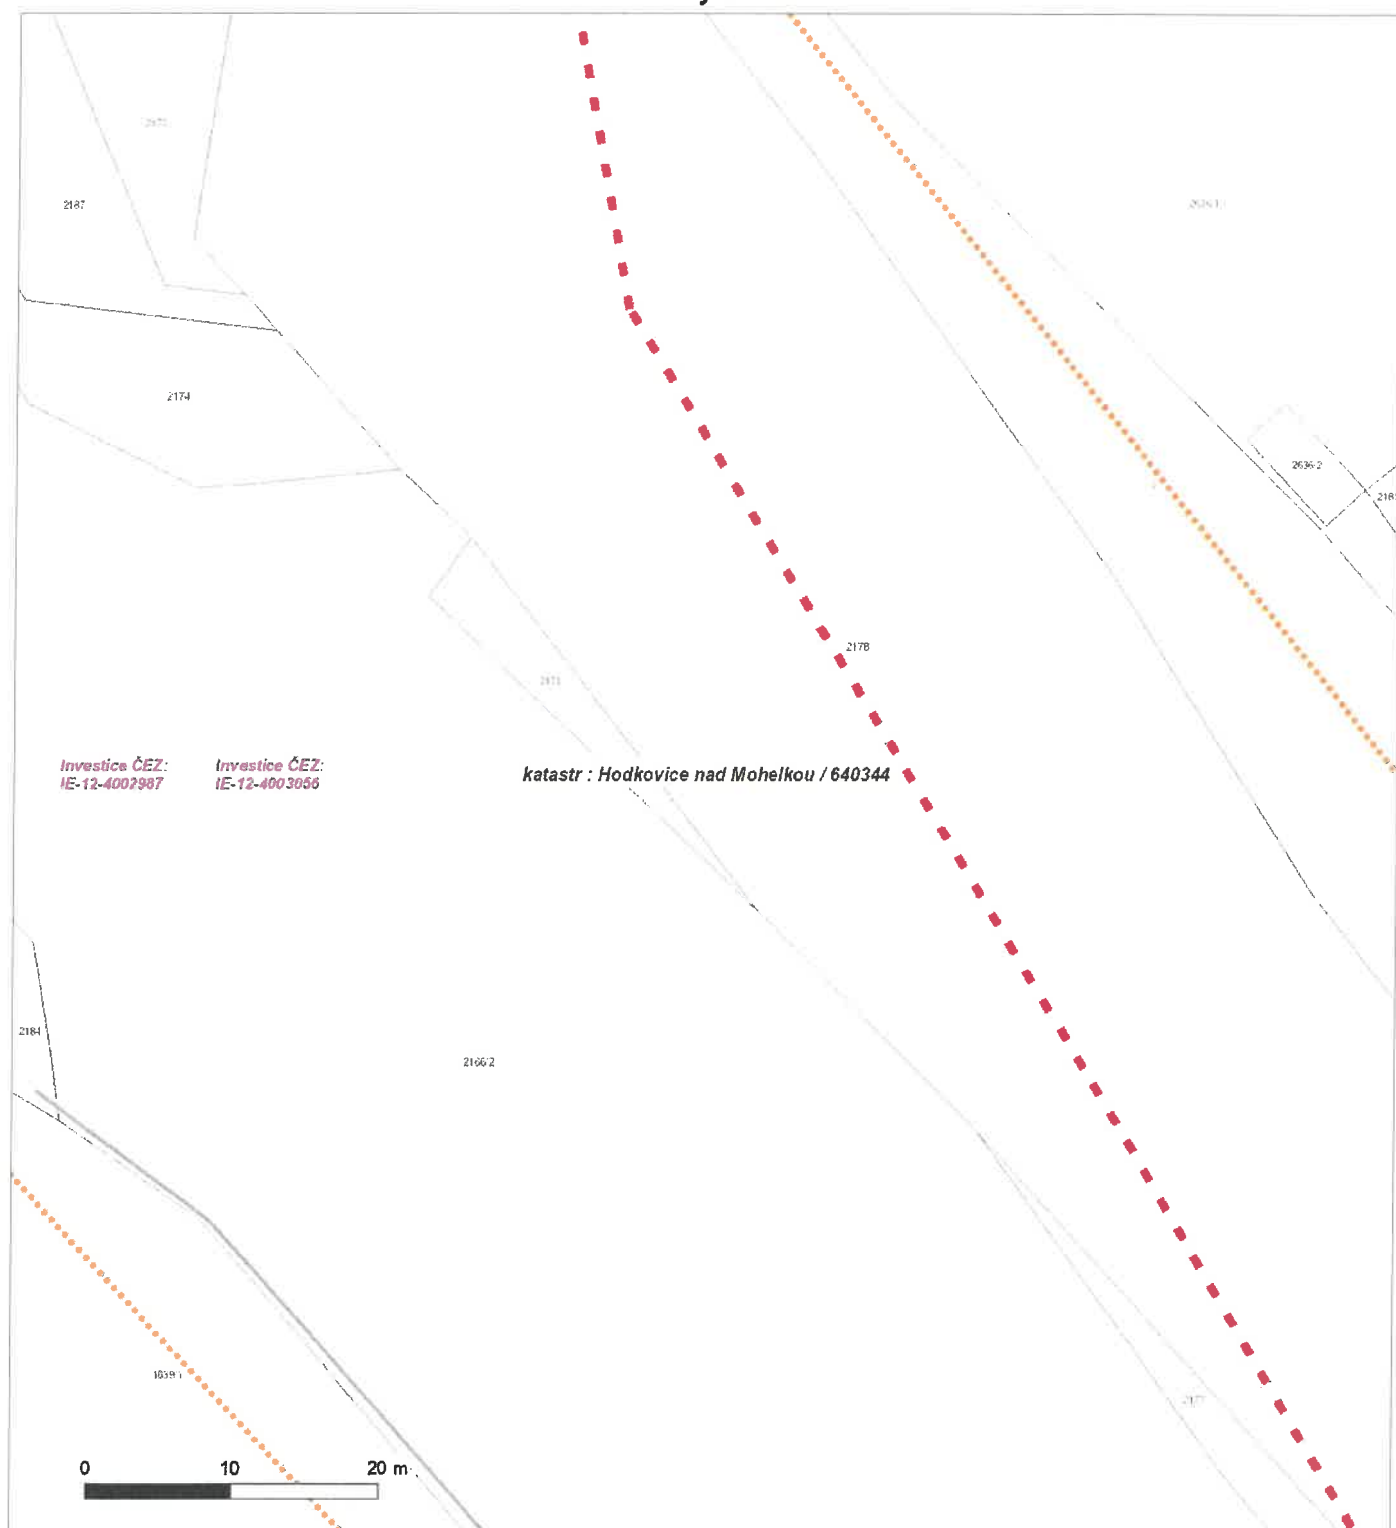 2187
2174
2636/2
2178
Investice ČEZ:
IE-12-4002987
Investice ČEZ:
IE-12-4003056
katastr : Hodkovice nad Mohelkou / 640344
2184
2166/2
2177
0 10 20 m